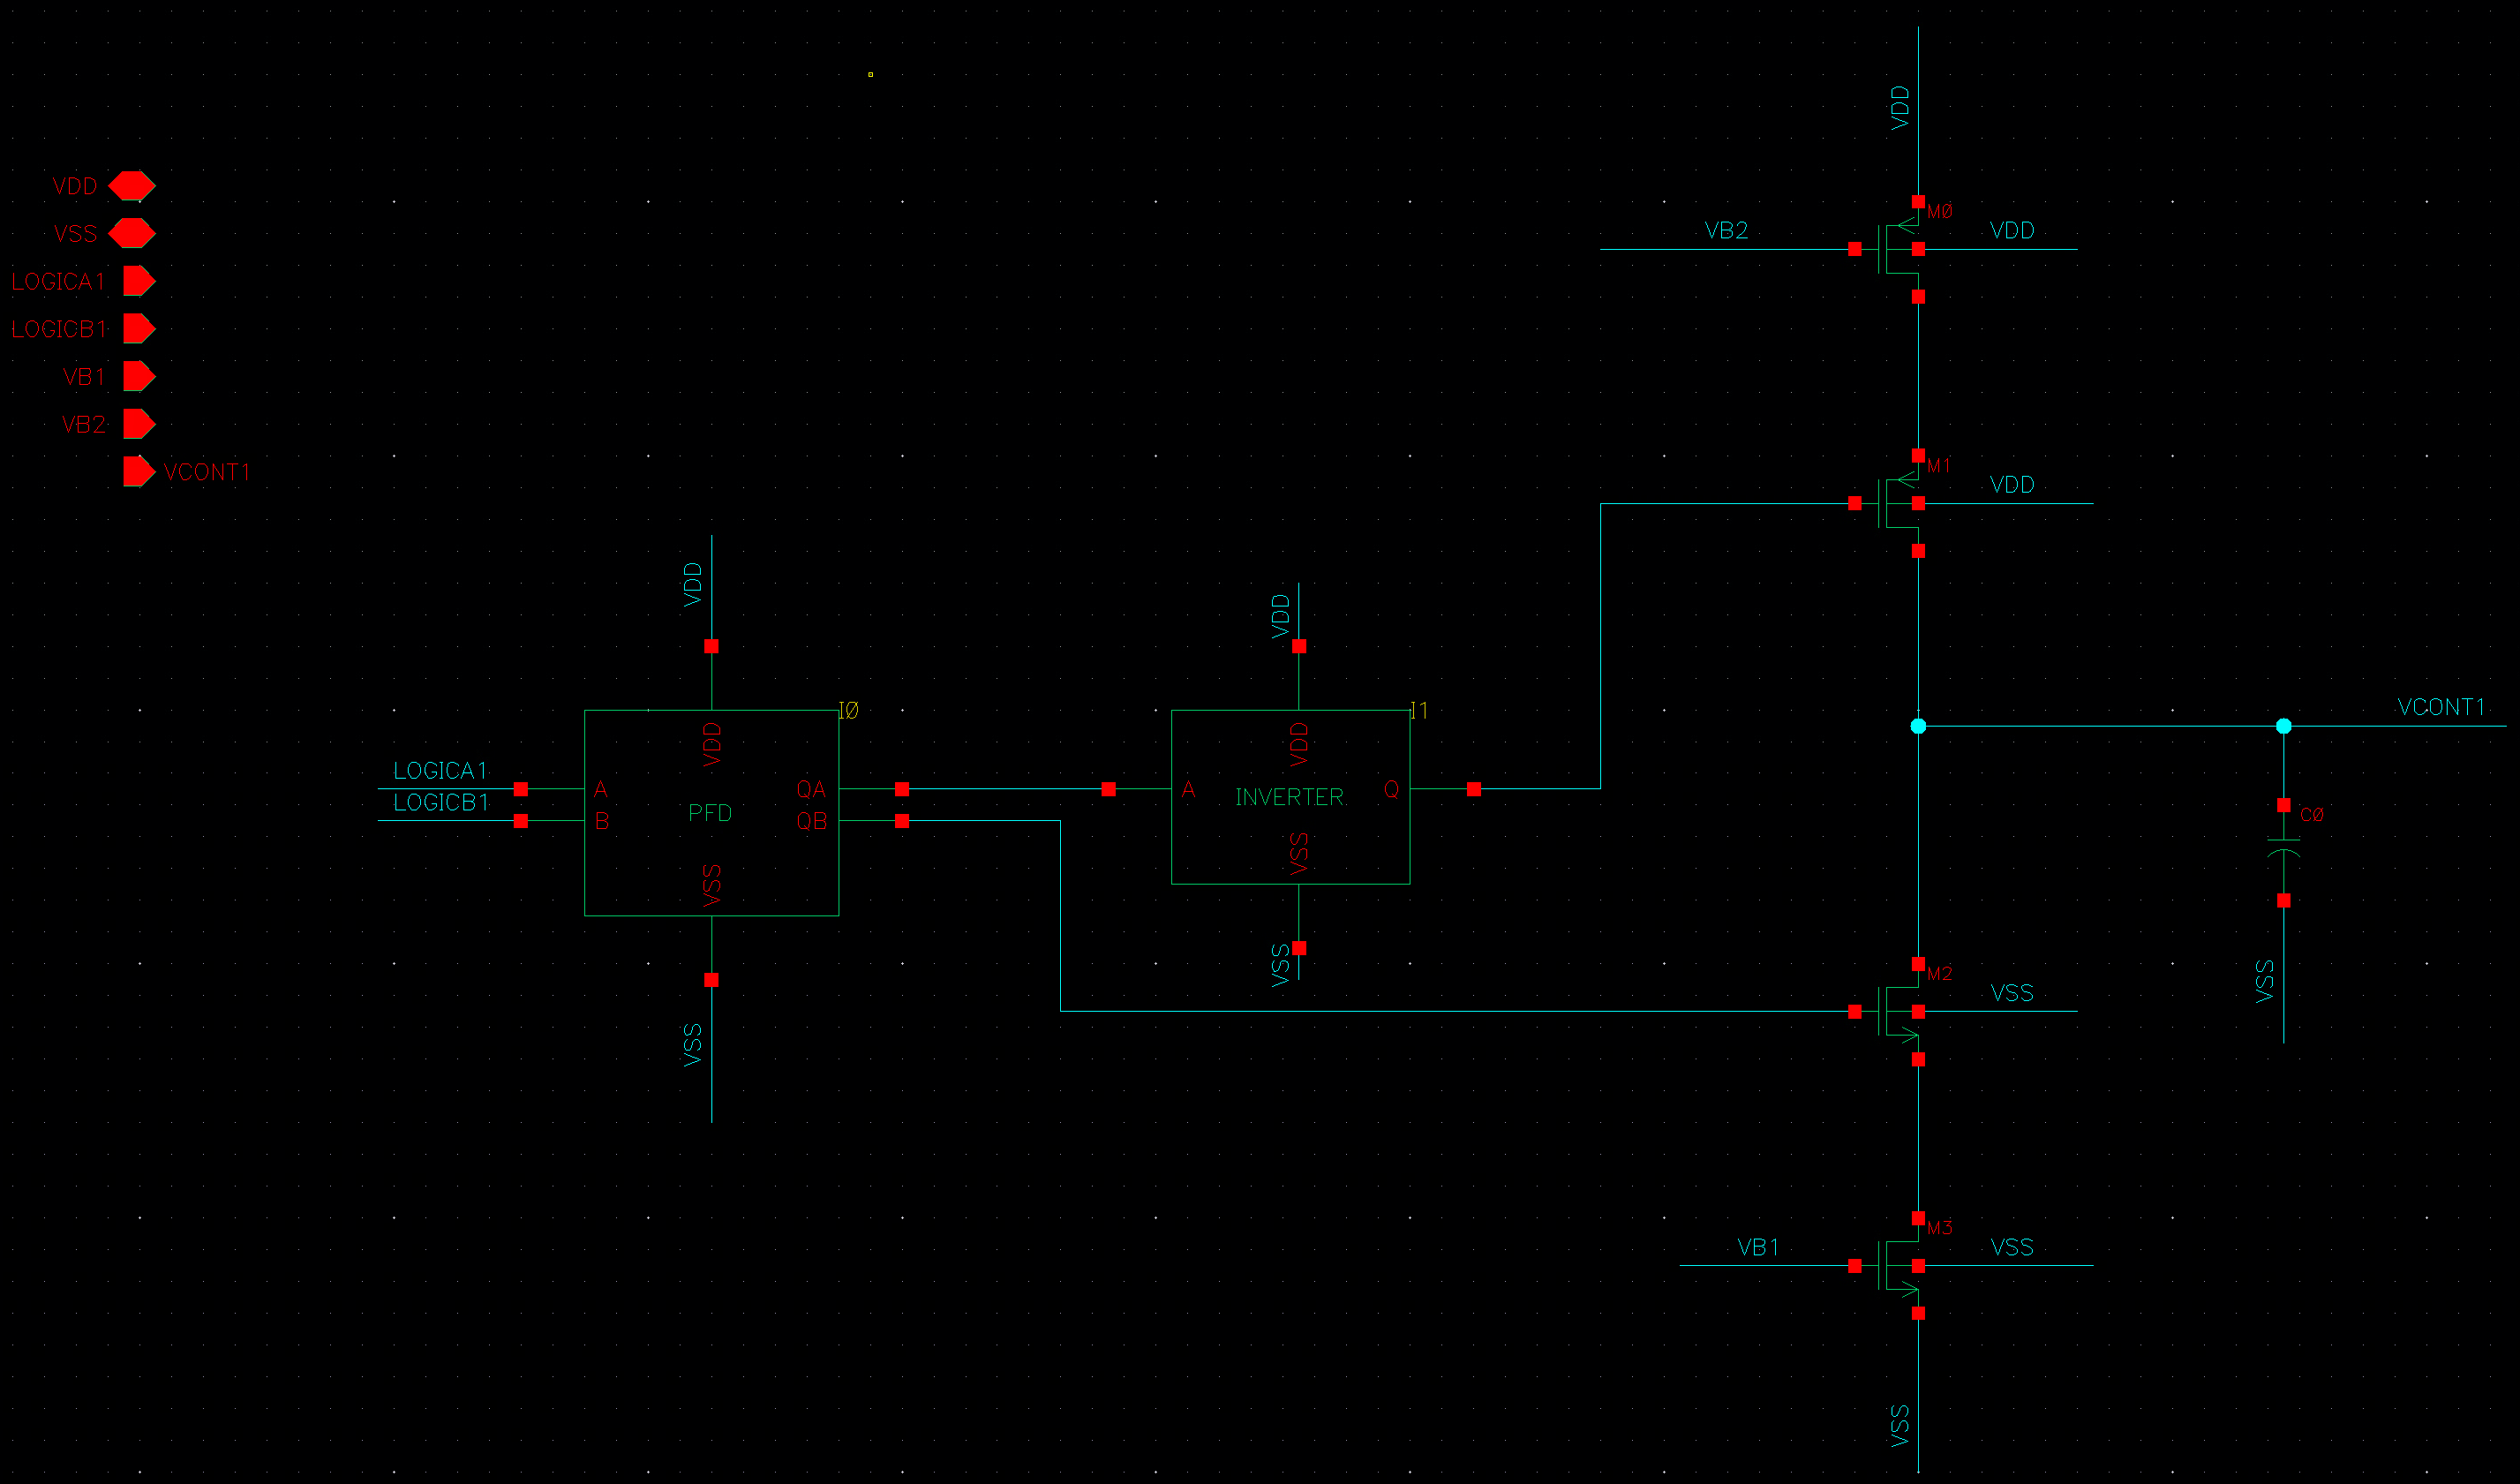 VDD
VSS
LOGICA1
LOGICB1
VB1
VB2
VCONT1
VDD
M0
VB2
VDD
M1
VDD
VDD
VDD
I0
I1
VCONT1
VDD
VDD
LOGICA1
A
QA
A
INVERTER
Q
LOGICB1
B
PFD
QB
C0
VSS
VSS
VSS
VSS
M2
VSS
VSS
M3
VB1
VSS
VSS